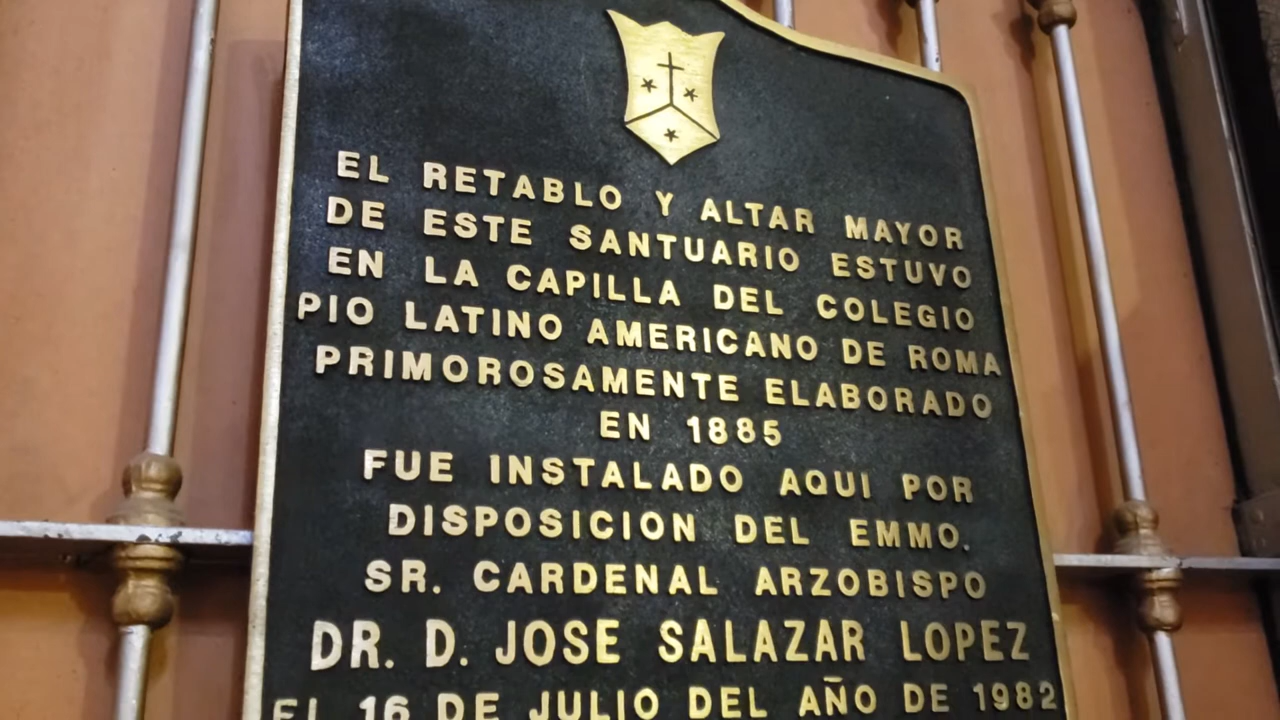 EL RETABLO Y ALTAR MAYOR
DE ESTE SANTUARIO ESTUVO
EN LA CAPILLA DEL COLEGIO
PIO LATINO AMERICANO DE ROMA
PRIMOROSAMENTE ELABORADO
EN 1885
FUE INSTALADO AQUI POR
DISPOSICION DEL EMMO.
SR. CARDENAL ARZOBISPO
DR. D. JOSE SALAZAR LOPEZ
EL 16 DE JULIO DEL AÑO DE 1982